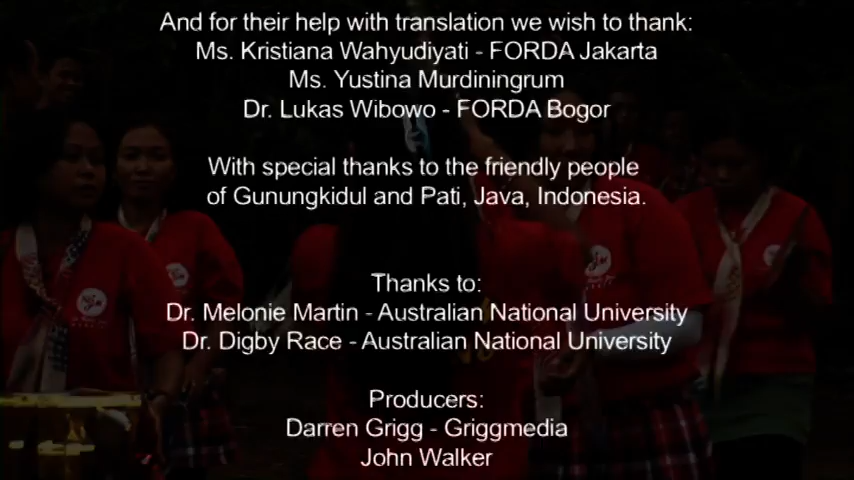 And for their help with translation we wish to thank:
Ms. Kristiana Wahyudiyati - FORDA Jakarta
Ms. Yustina Murdiningrum
Dr. Lukas Wibowo - FORDA Bogor
With special thanks to the friendly people
of Gunungkidul and Pati, Java, Indonesia.
Thanks to:
Dr. Melonie Martin - Australian National University
Dr. Digby Race - Australian National University
Producers:
Darren Grigg - Griggmedia
John Walker